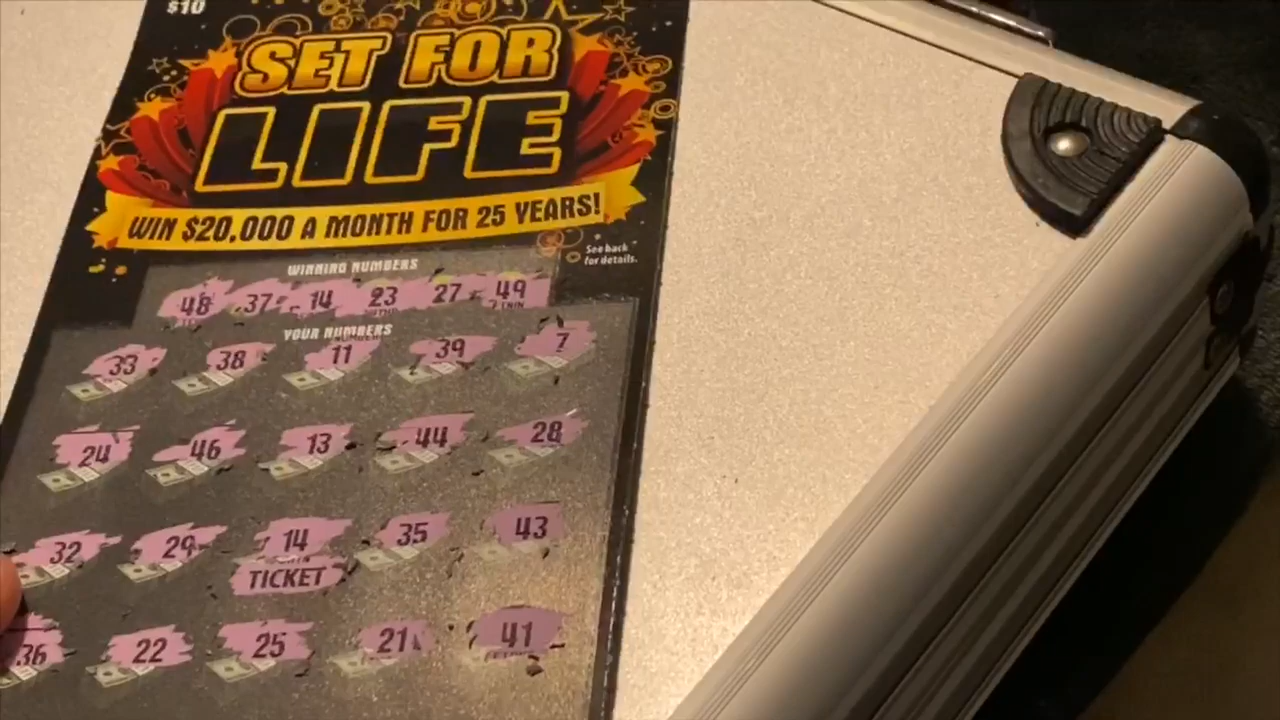 $10
SET FOR
LIFE
WIN $20,000 A MONTH FOR 25 YEARS!
See back
for details.
WINNING NUMBERS
48 37 14 23 27 49
YOUR NUMBERS
33 38 11 39 7
24 46 13 44 28
32 29 14 35 43
TICKET
36 22 25 21 41